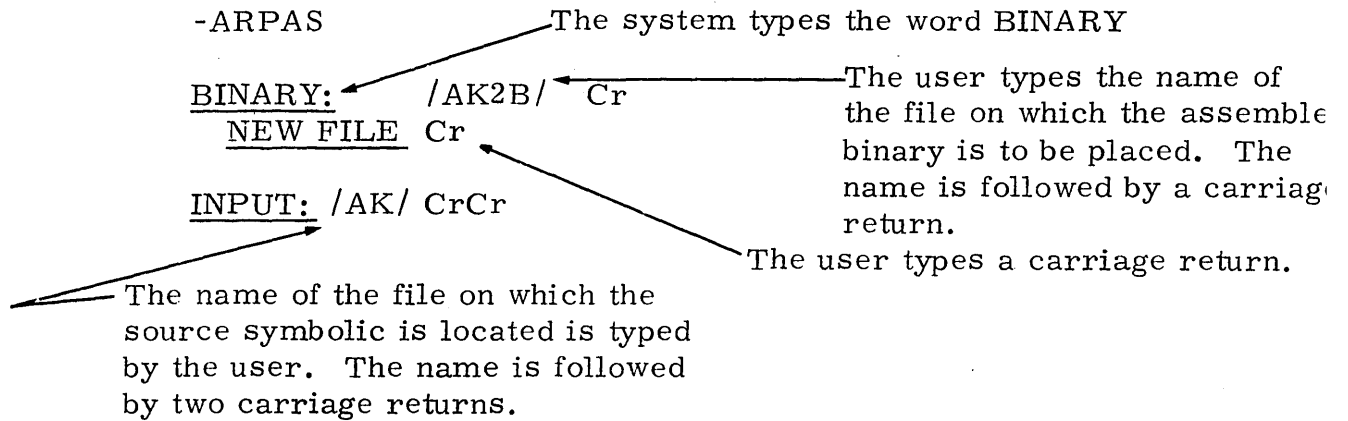 -ARPAS
The system types the word BINARY
BINARY: /AK2B/ Cr
NEW FILE Cr
The user types the name of
the file on which the assemble
binary is to be placed. The
name is followed by a carriag
return.
INPUT: /AK/ CrCr
The user types a carriage return.
The name of the file on which the
source symbolic is located is typed
by the user. The name is followed
by two carriage returns.